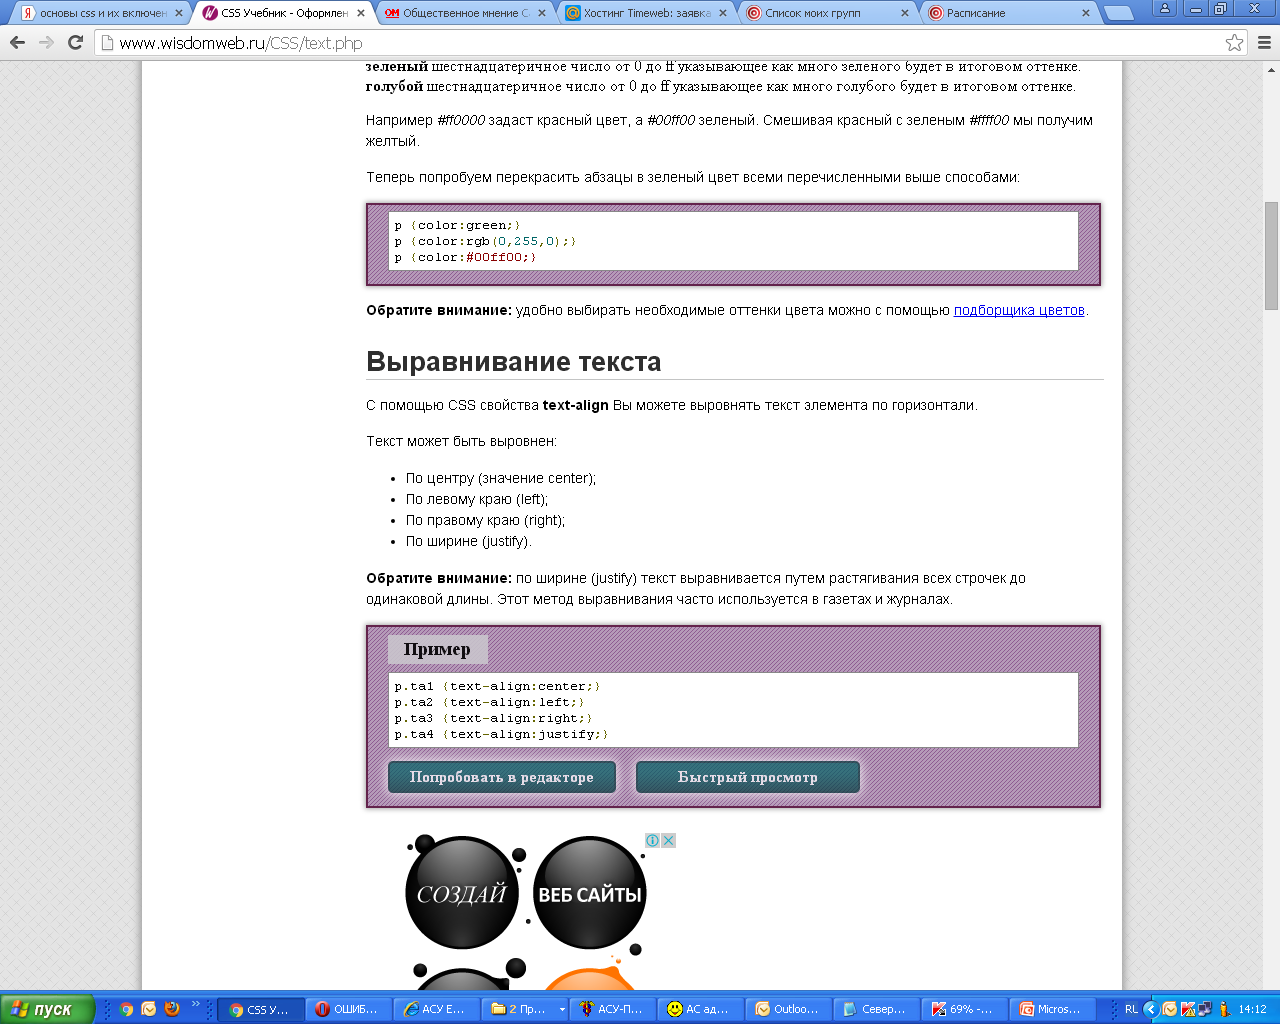 основы css и их включен
CSS Учебник - Оформлен
Общественное мнение С
Хостинг Timeweb: заявка
Список моих групп
Расписание
www.wisdomweb.ru/CSS/text.php
зеленый шестнадцатеричное число от 0 до ff указывающее как много зеленого будет в итоговом оттенке.
голубой шестнадцатеричное число от 0 до ff указывающее как много голубого будет в итоговом оттенке.
Например #ff0000 задаст красный цвет, а #00ff00 зеленый. Смешивая красный с зеленым #ffff00 мы получим
желтый.
Теперь попробуем перекрасить абзацы в зеленый цвет всеми перечисленными выше способами:
p {color:green;}
p {color:rgb(0,255,0);}
p {color:#00ff00;}
Обратите внимание: удобно выбирать необходимые оттенки цвета можно с помощью подборщика цветов.
Выравнивание текста
С помощью CSS свойства text-align Вы можете выровнять текст элемента по горизонтали.
Текст может быть выровнен:
• По центру (значение center);
• По левому краю (left);
• По правому краю (right);
• По ширине (justify).
Обратите внимание: по ширине (justify) текст выравнивается путем растягивания всех строчек до
одинаковой длины. Этот метод выравнивания часто используется в газетах и журналах.
Пример
p.ta1 {text-align:center;}
p.ta2 {text-align:left;}
p.ta3 {text-align:right;}
p.ta4 {text-align:justify;}
Попробовать в редакторе
Быстрый просмотр
СОЗДАЙ
ВЕБ САЙТЫ
пуск
CSS У...
ОШИБ...
АСУ Е...
2 Пр...
АСУ-П...
АС ад...
Outloo...
Север...
69% -...
Micros...
RL
14:12